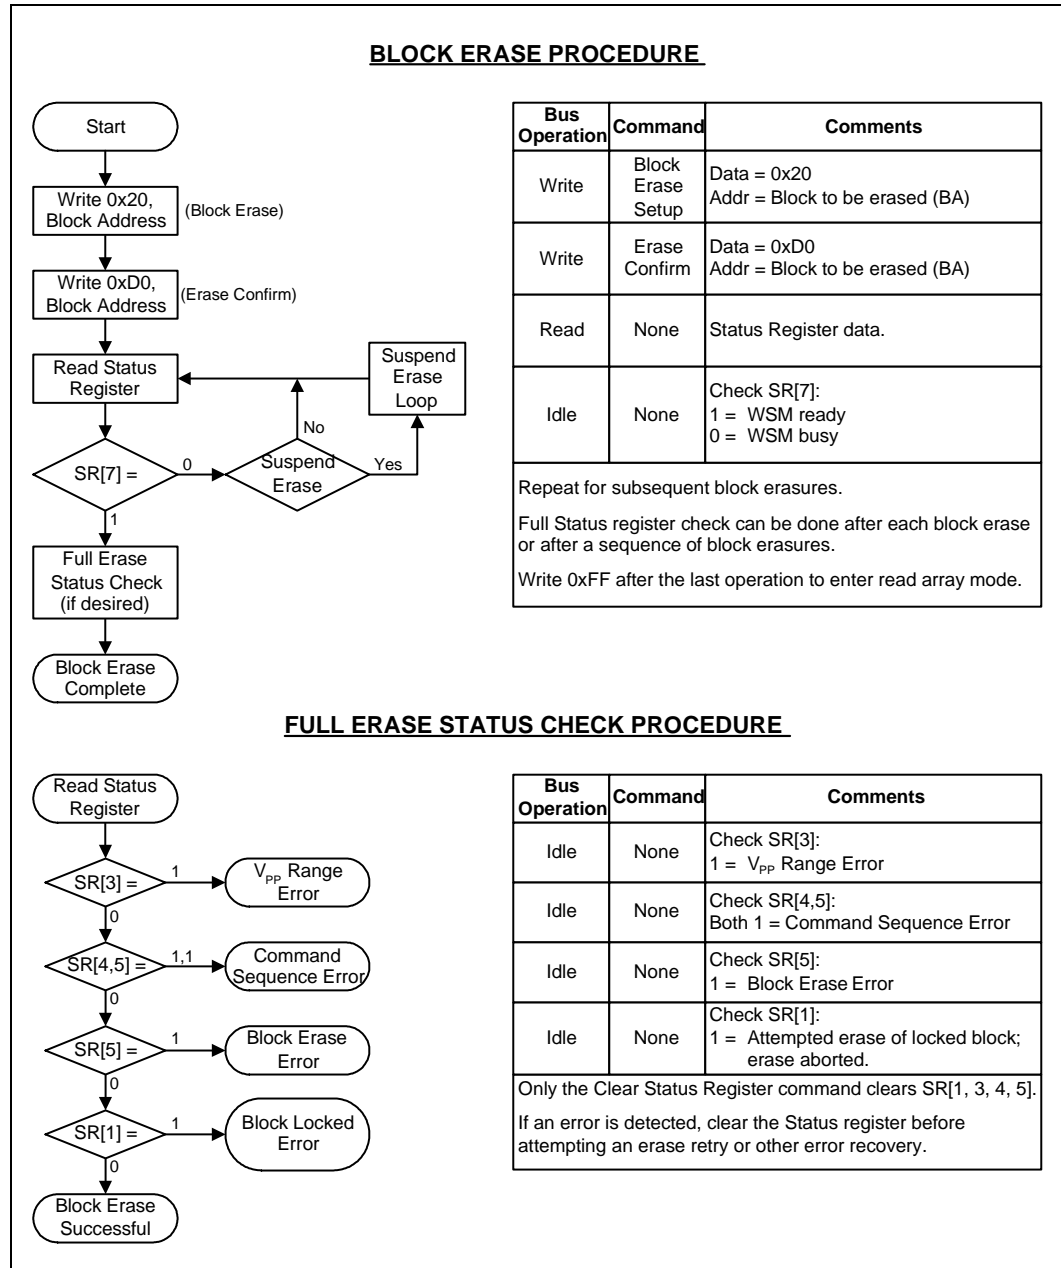 BLOCK ERASE PROCEDURE
Start
Write 0x20,
Block Address
(Block Erase)
Write 0xD0,
Block Address
(Erase Confirm)
Read Status
Register
Suspend
Erase
Loop
No
SR[7] =
0
Suspend
Erase
Yes
1
Full Erase
Status Check
(if desired)
Block Erase
Complete
Bus
Operation
Command
Comments
Write
Block
Erase
Setup
Data = 0x20
Addr = Block to be erased (BA)
Write
Erase
Confirm
Data = 0xD0
Addr = Block to be erased (BA)
Read
None
Status Register data.
Idle
None
Check SR[7]:
1 = WSM ready
0 = WSM busy
Repeat for subsequent block erasures.
Full Status register check can be done after each block erase
or after a sequence of block erasures.
Write 0xFF after the last operation to enter read array mode.
FULL ERASE STATUS CHECK PROCEDURE
Read Status
Register
SR[3] =
1
VPP Range
Error
0
SR[4,5] =
1,1
Command
Sequence Error
0
SR[5] =
1
Block Erase
Error
0
SR[1] =
1
Block Locked
Error
0
Block Erase
Successful
Bus
Operation
Command
Comments
Idle
None
Check SR[3]:
1 = VPP Range Error
Idle
None
Check SR[4,5]:
Both 1 = Command Sequence Error
Idle
None
Check SR[5]:
1 = Block Erase Error
Idle
None
Check SR[1]:
1 = Attempted erase of locked block;
erase aborted.
Only the Clear Status Register command clears SR[1, 3, 4, 5].
If an error is detected, clear the Status register before
attempting an erase retry or other error recovery.